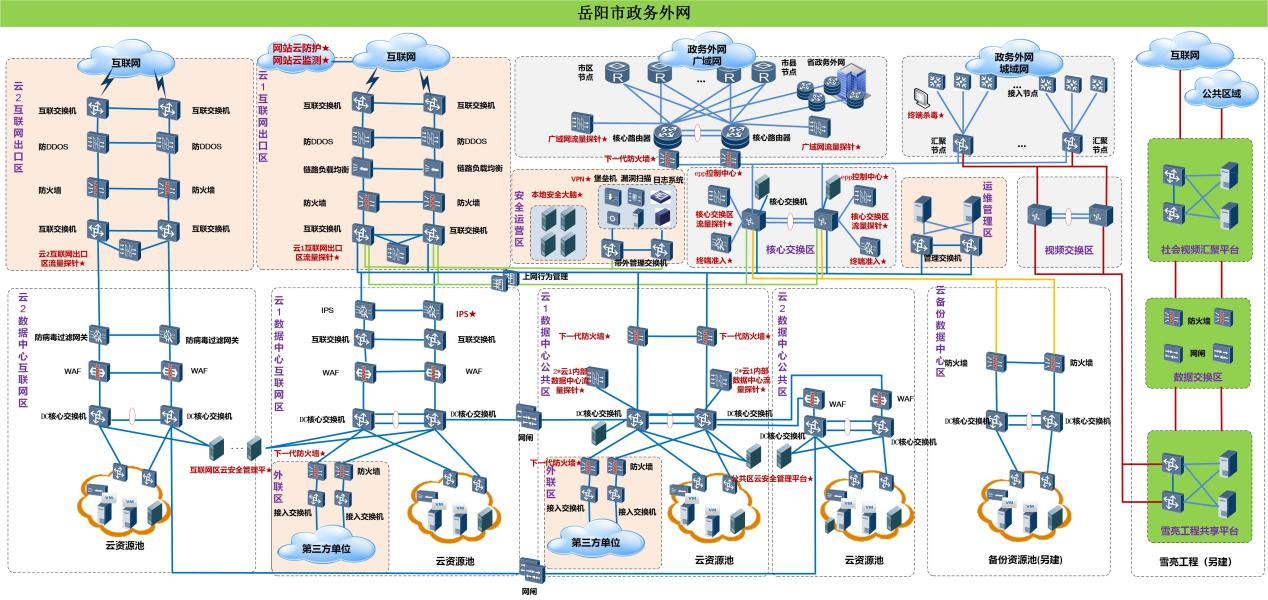 岳阳市政务外网
云2互联网出口区
互联网
互联交换机
互联交换机
防DDOS
防DDOS
防火墙
防火墙
互联交换机
互联交换机
云2互联网出口
区流量探针★
网站云防护★
网站云监测★
云1互联网出口区
互联网
互联交换机
互联交换机
防DDOS
防DDOS
链路负载均衡
链路负载均衡
防火墙
防火墙
互联交换机
互联交换机
云1互联网出口
区流量探针★
政务外网
广域网
市区
节点
R
R
R
R
...
市县
节点
省政务外网
核心路由器
核心路由器
广域网流量探针★
广域网流量探针★
下一代防火墙★
政务外网
城域网
...
接入节点
终端杀毒★
汇聚
节点
...
汇聚
节点
安全运营区
VPN★
堡垒机
漏洞扫描
日志系统
本地安全大脑★
带外管理交换机
上网行为管理
epp控制中心★
epp控制中心★
核心交换机
核心交换区
流量探针★
核心交换区
流量探针★
终端准入★
核心交换区
终端准入★
运维管理区
管理交换机
视频交换区
互联网
公共区域
社会视频汇聚平台
防火墙
网闸
数据交换区
雪亮工程共享平台
雪亮工程（另建）
云2数据中心互联网区
防病毒过滤网关
防病毒过滤网关
WAF
WAF
DC核心交换机
DC核心交换机
...
互联网区云安全管理平★
VM
VM
云资源池
云1数据中心互联网区
IPS
IPS★
互联交换机
互联交换机
WAF
WAF
DC核心交换机
DC核心交换机
下一代防火墙★
外联区
防火墙
接入交换机
接入交换机
第三方单位
VM
VM
云资源池
网闸
网闸
云1数据中心公共区
下一代防火墙★
下一代防火墙★
2*云1内部
数据中心流
量探针★
2*云1内部
数据中心流
量探针★
DC核心交换机
DC核心交换机
下一代防火墙★
外联区
防火墙
接入交换机
接入交换机
第三方单位
公共区云安全管理平台★
VM
VM
云资源池
云2数据中心公共区
WAF
WAF
DC核心交换机
DC核心交换机
VM
VM
云资源池
云备份数据中心区
防火墙
防火墙
DC核心交换机
DC核心交换机
VM
VM
备份资源池(另建)